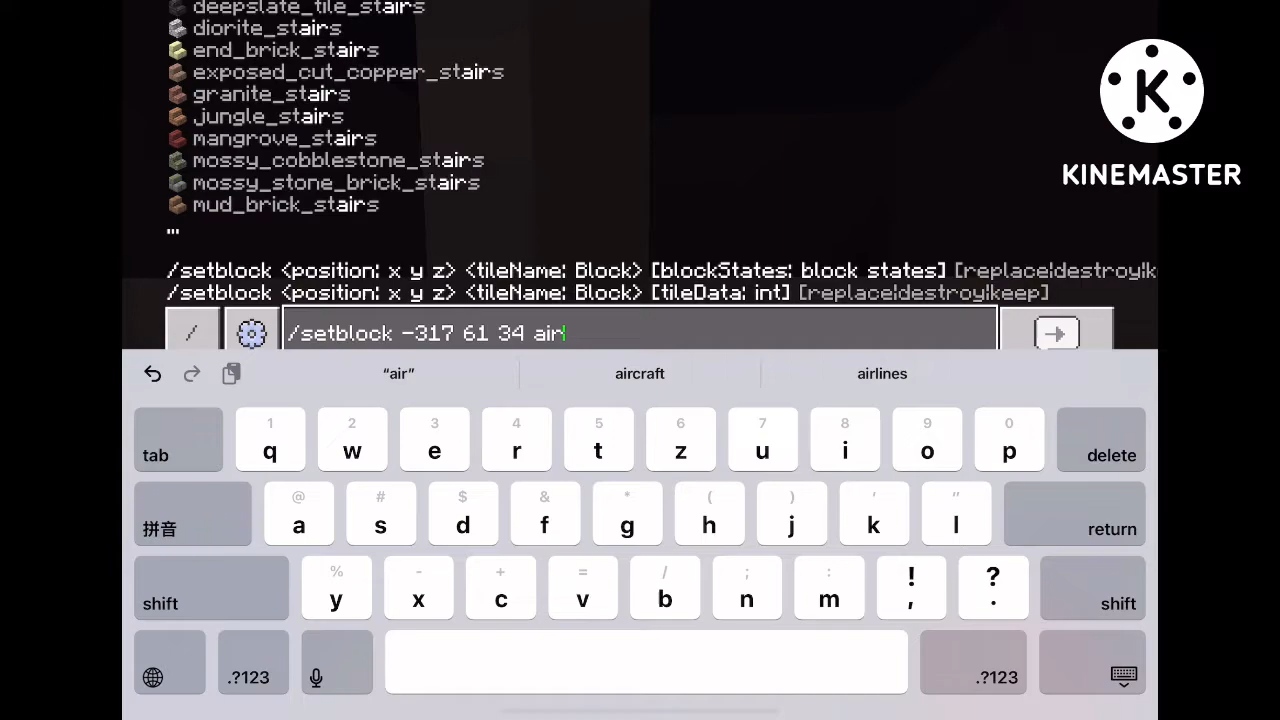 deepslate_tile_stairs
diorite_stairs
end_brick_stairs
exposed_cut_copper_stairs
granite_stairs
jungle_stairs
mangrove_stairs
mossy_cobblestone_stairs
mossy_stone_brick_stairs
mud_brick_stairs
...
K
KINEMASTER
/setblock <position: x y z> <tileName: Block> [blockStates: block states] [replace|destroy|k
/setblock <position: x y z> <tileName: Block> [tileData: int] [replace|destroy|keep]
/ /setblock -317 61 34 air
“air” aircraft airlines
1 2 3 4 5 6 7 8 9 0
tab q w e r t z u i o p delete
@ # $ & * ( ) ' "
拼音 a s d f g h j k l return
% - + = / ; :
shift y x c v b n m ! , ? . shift
.?123 .?123